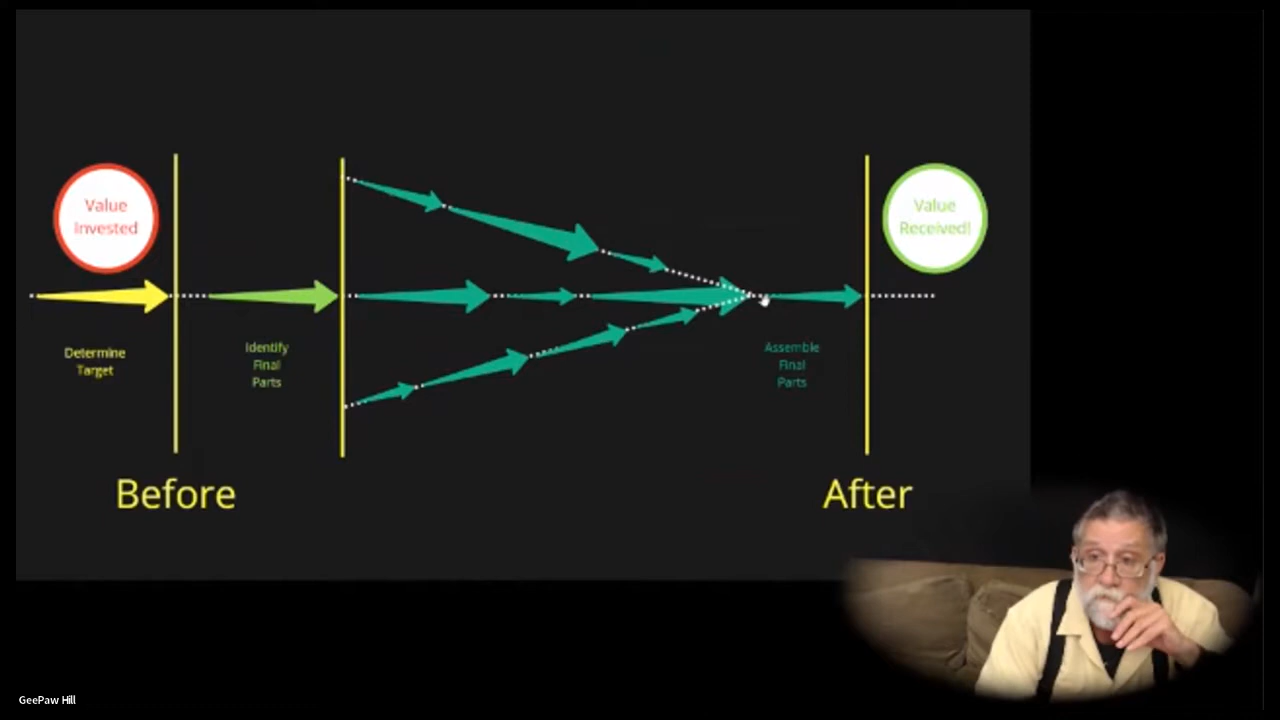 Value
Invested
Value
Received!
Determine
Target
Identify
Final
Parts
Assemble
Final
Parts
Before
After
GeePaw Hill